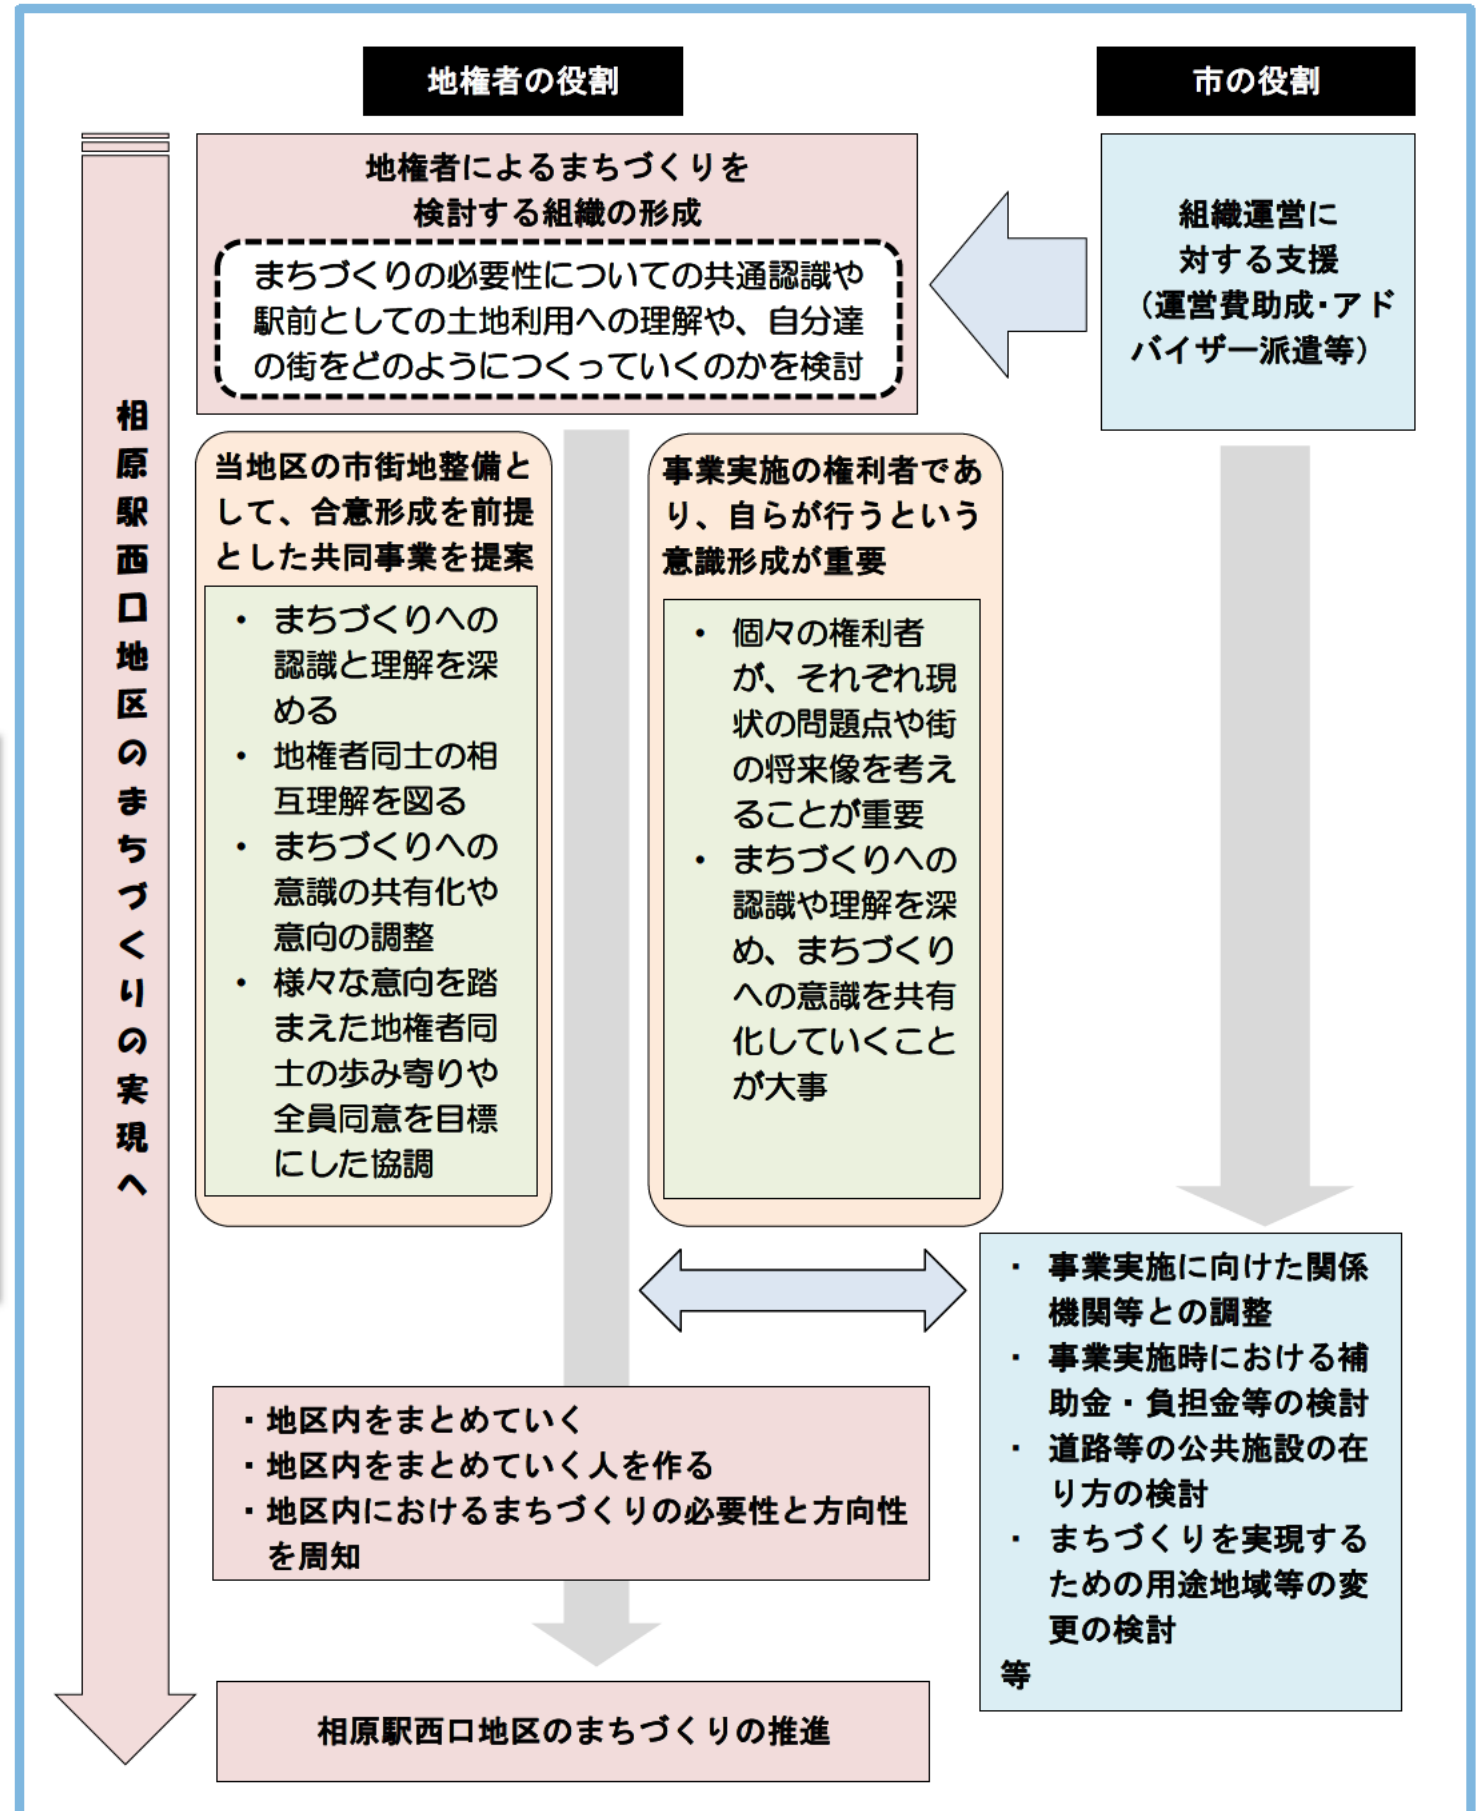 地権者の役割
市の役割
相原駅西口地区のまちづくりの実現へ
地権者によるまちづくりを
検討する組織の形成
まちづくりの必要性についての共通認識や
駅前としての土地利用への理解や、自分達
の街をどのようにつくっていくのかを検討
組織運営に
対する支援
（運営費助成・アド
バイザー派遣等）
当地区の市街地整備と
して、合意形成を前提
とした共同事業を提案
・ まちづくりへの
認識と理解を深
める
・ 地権者同士の相
互理解を図る
・ まちづくりへの
意識の共有化や
意向の調整
・ 様々な意向を踏
まえた地権者同
士の歩み寄りや
全員同意を目標
にした協調
事業実施の権利者であ
り、自らが行うという
意識形成が重要
・ 個々の権利者
が、それぞれ現
状の問題点や街
の将来像を考え
ることが重要
・ まちづくりへの
認識や理解を深
め、まちづくり
への意識を共有
化していくこと
が大事
・ 事業実施に向けた関係
機関等との調整
・ 事業実施時における補
助金・負担金等の検討
・ 道路等の公共施設の在
り方の検討
・ まちづくりを実現する
ための用途地域等の変
更の検討
等
・地区内をまとめていく
・地区内をまとめていく人を作る
・地区内におけるまちづくりの必要性と方向性
を周知
相原駅西口地区のまちづくりの推進